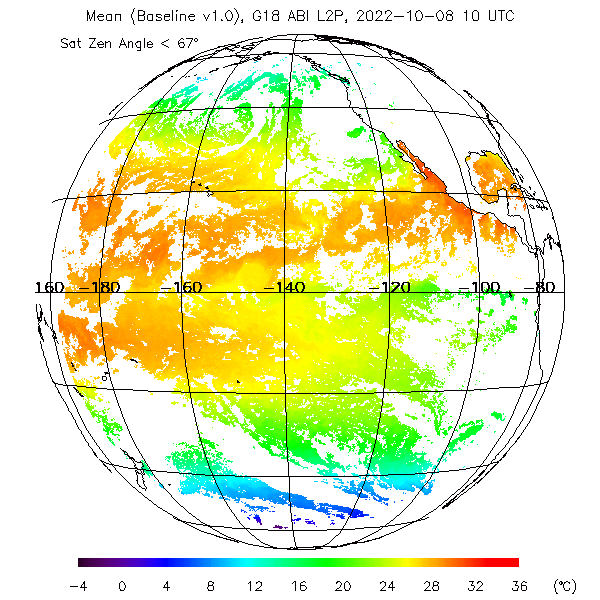 Mean (Baseline v1.0), G18 ABI L2P, 2022-10-08 10 UTC
Sat Zen Angle < 67°
160 -180 -160 -140 -120 -100 -80
-4 0 4 8 12 16 20 24 28 32 36 (°C)